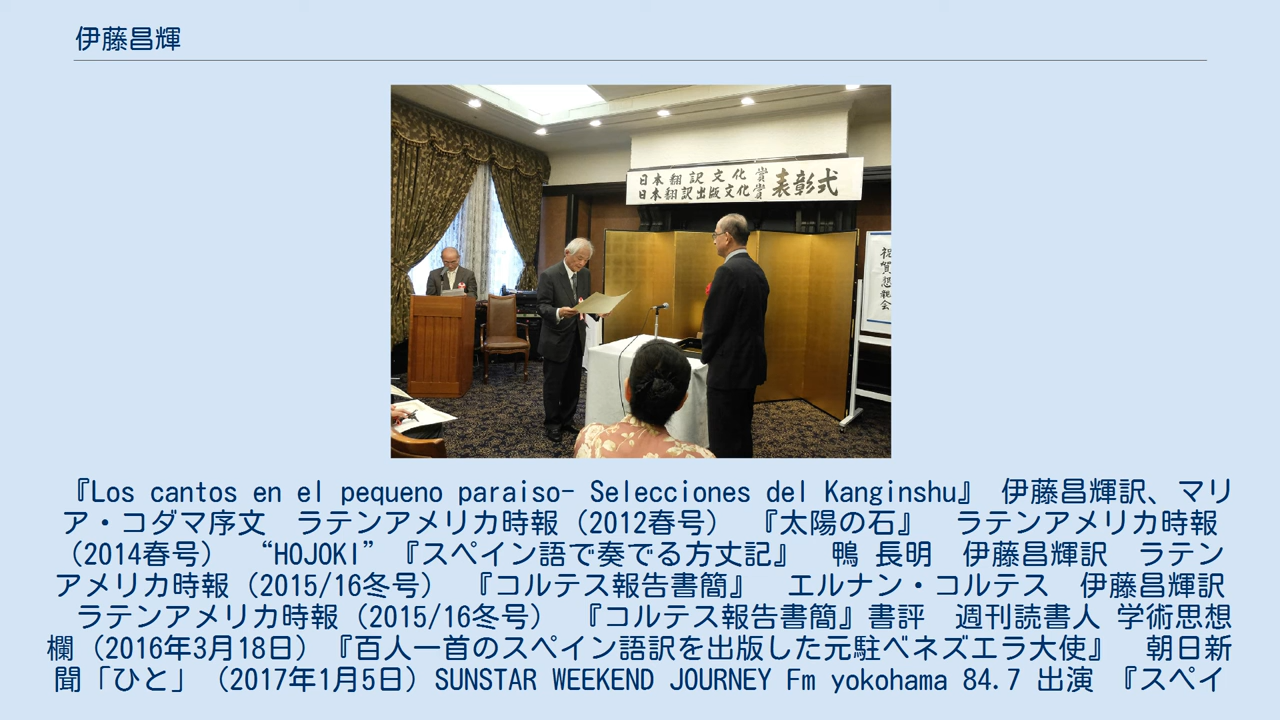 伊藤昌輝
日本翻訳文化賞
日本翻訳出版文化賞
表彰式
祝賀懇親会
『Los cantos en el pequeno paraiso- Selecciones del Kanginshu』 伊藤昌輝訳、マリ
ア・コダマ序文　ラテンアメリカ時報（2012春号）　『太陽の石』　ラテンアメリカ時報
（2014春号）　“HOJOKI”『スペイン語で奏でる方丈記』　鴨 長明　伊藤昌輝訳　ラテン
アメリカ時報（2015/16冬号）　『コルテス報告書簡』　エルナン・コルテス　伊藤昌輝訳
ラテンアメリカ時報（2015/16冬号）　『コルテス報告書簡』書評　週刊読書人 学術思想
欄（2016年3月18日）『百人一首のスペイン語訳を出版した元駐ベネズエラ大使』　朝日新
聞「ひと」（2017年1月5日）SUNSTAR WEEKEND JOURNEY Fm yokohama 84.7 出演 『スペイ